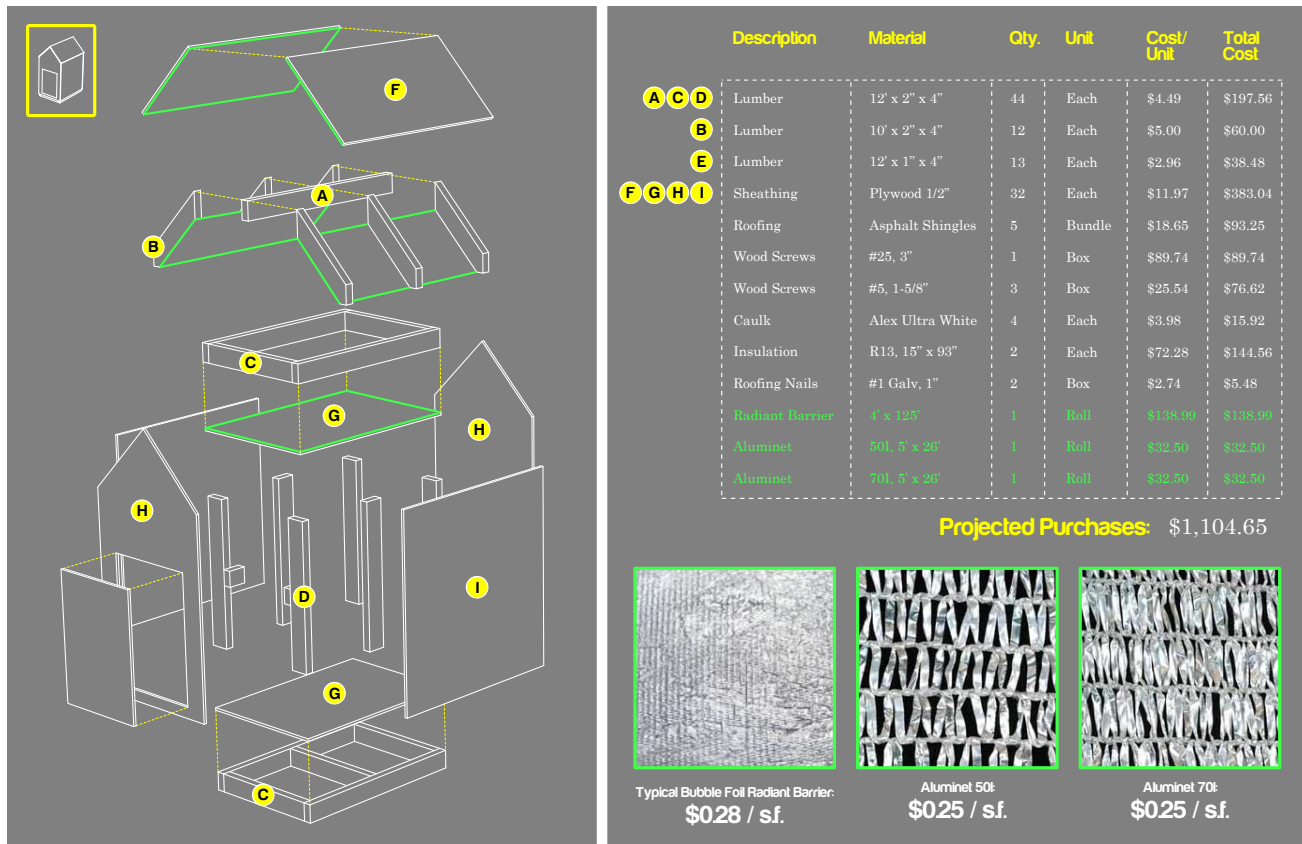 F
A
B
C
G
H
H
D
I
G
C
Description Material Qty. Unit Cost/ Total
Unit Cost
A C D Lumber 12' x 2" x 4" 44 Each $4.49 $197.56
B Lumber 10' x 2" x 4" 12 Each $5.00 $60.00
E Lumber 12' x 1" x 4" 13 Each $2.96 $38.48
F G H I Sheathing Plywood 1/2" 32 Each $11.97 $383.04
Roofing Asphalt Shingles 5 Bundle $18.65 $93.25
Wood Screws #25, 3" 1 Box $89.74 $89.74
Wood Screws #5, 1-5/8" 3 Box $25.54 $76.62
Caulk Alex Ultra White 4 Each $3.98 $15.92
Insulation R13, 15" x 93" 2 Each $72.28 $144.56
Roofing Nails #1 Galv, 1" 2 Box $2.74 $5.48
Radiant Barrier 4' x 125' 1 Roll $138.99 $138.99
Aluminet 50I, 5' x 26' 1 Roll $32.50 $32.50
Aluminet 70I, 5' x 26' 1 Roll $32.50 $32.50
Projected Purchases: $1,104.65
Typical Bubble Foil Radiant Barrier:
$0.28 / s.f.
Aluminet 50I:
$0.25 / s.f.
Aluminet 70I:
$0.25 / s.f.